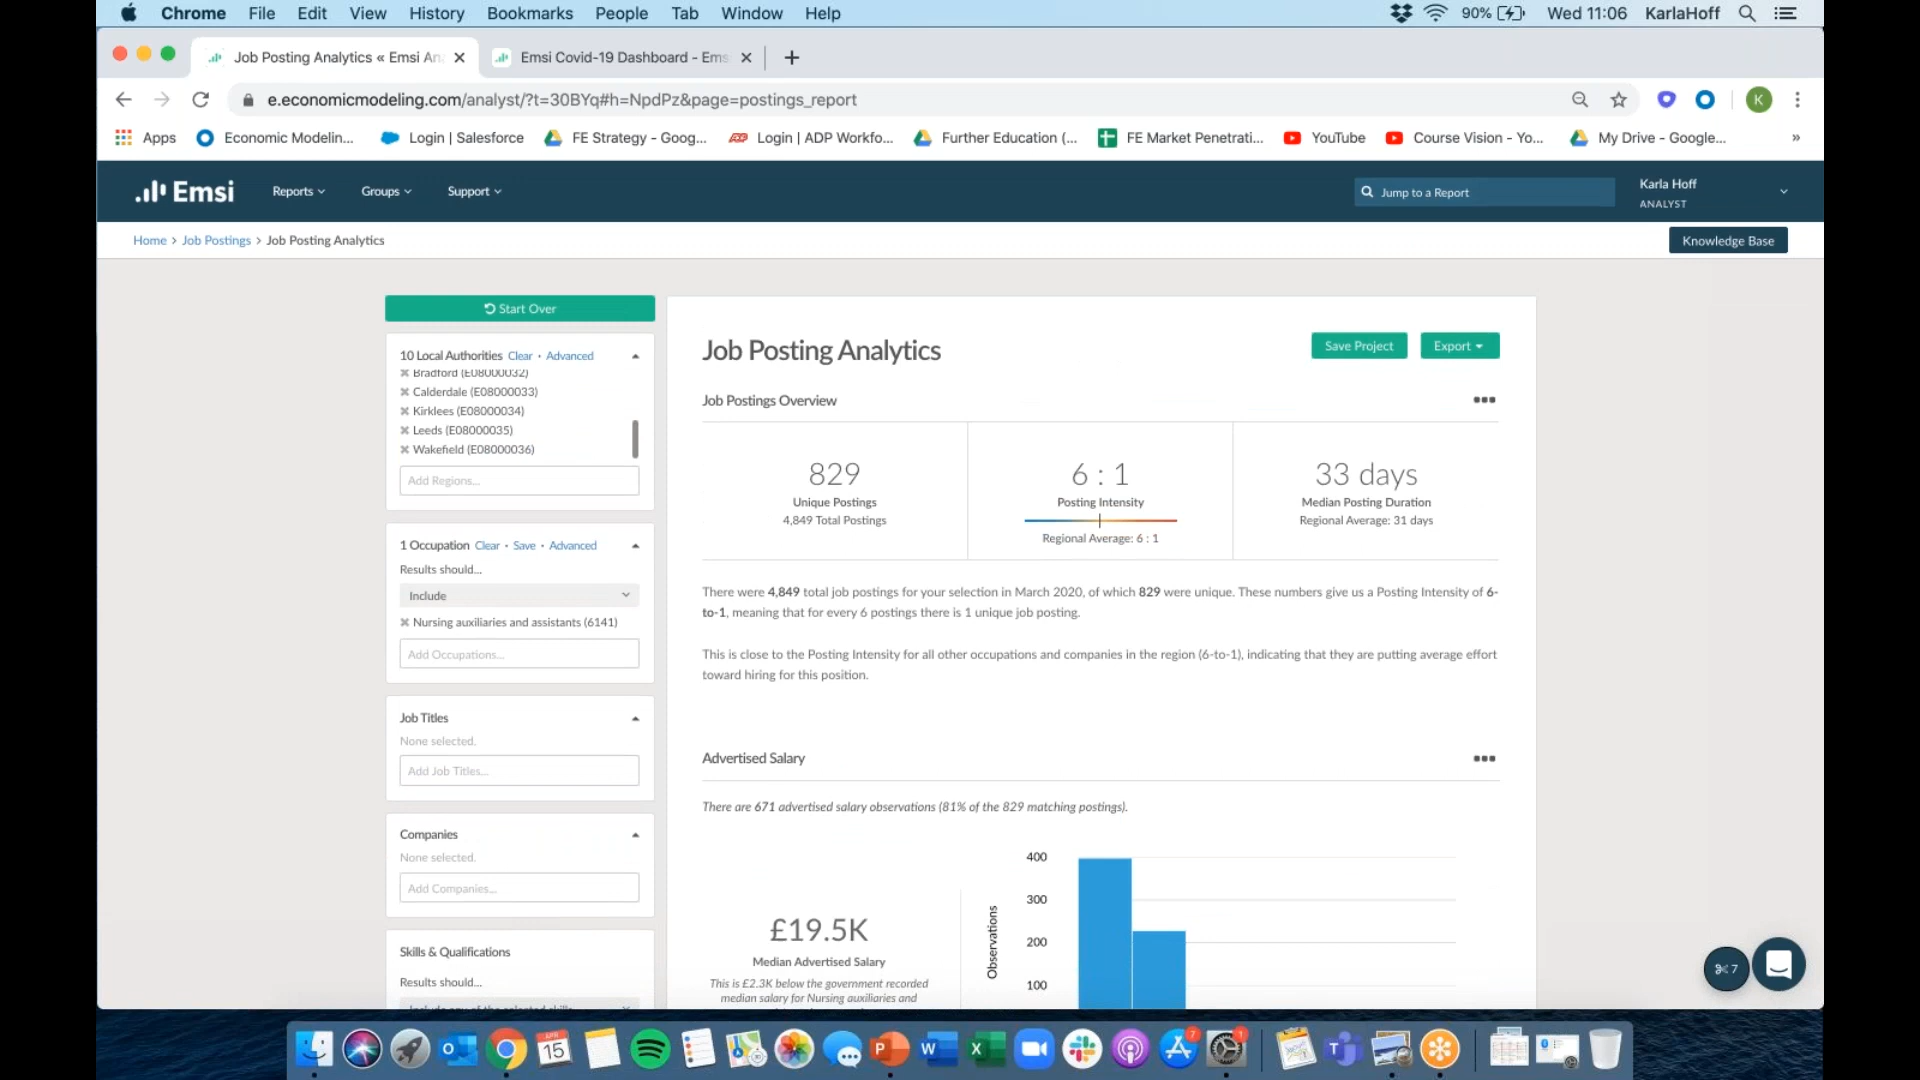 Chrome File Edit View History Bookmarks People Tab Window Help 90% Wed 11:06 KarlaHoff
Job Posting Analytics « Emsi An Emsi Covid-19 Dashboard - Ems
e.economicmodeling.com/analyst/?t=30BYq#h=NpdPz&page=postings_report K
Apps Economic Modelin... Login | Salesforce FE Strategy - Goog... Login | ADP Workfo... Further Education (... FE Market Penetrati... YouTube Course Vision - Yo... My Drive - Google... »
Emsi Reports Groups Support Jump to a Report Karla Hoff
ANALYST
Home > Job Postings > Job Posting Analytics Knowledge Base
Start Over
10 Local Authorities Clear · Advanced
Bradford (E08000032)
Calderdale (E08000033)
Kirklees (E08000034)
Leeds (E08000035)
Wakefield (E08000036)
Add Regions...
1 Occupation Clear · Save · Advanced
Results should...
Include
Nursing auxiliaries and assistants (6141)
Add Occupations...
Job Titles
None selected.
Add Job Titles...
Companies
None selected.
Add Companies...
Skills & Qualifications
Results should...
Include any of the selected skills
Job Posting Analytics
Save Project Export
Job Postings Overview
829
Unique Postings
4,849 Total Postings
6 : 1
Posting Intensity
Regional Average: 6 : 1
33 days
Median Posting Duration
Regional Average: 31 days
There were 4,849 total job postings for your selection in March 2020, of which 829 were unique. These numbers give us a Posting Intensity of 6-
to-1, meaning that for every 6 postings there is 1 unique job posting.
This is close to the Posting Intensity for all other occupations and companies in the region (6-to-1), indicating that they are putting average effort
toward hiring for this position.
Advertised Salary
There are 671 advertised salary observations (81% of the 829 matching postings).
£19.5K
Median Advertised Salary
This is £2.3K below the government recorded
median salary for Nursing auxiliaries and
Observations
400
300
200
100
7
APR
15
P W X 7 1